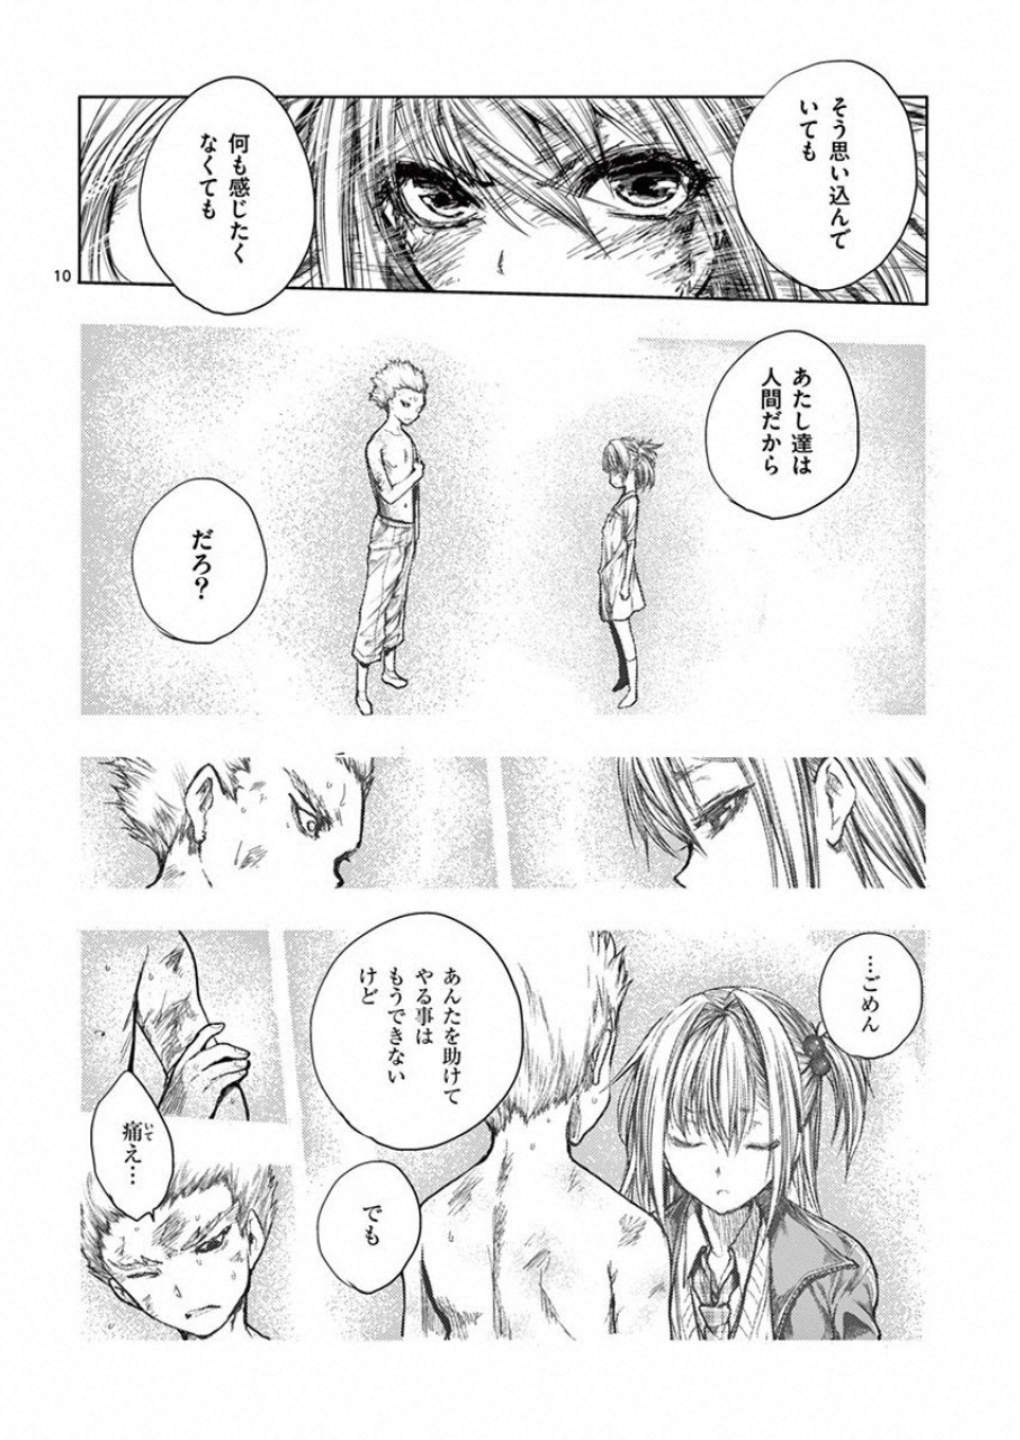 そう思い込んで
いても
何も感じたく
なくても
10
あたし達は
人間だから
だろ？
…ごめん
あんたを助けて
やる事は
もうできない
けど
でも
痛え…
いて